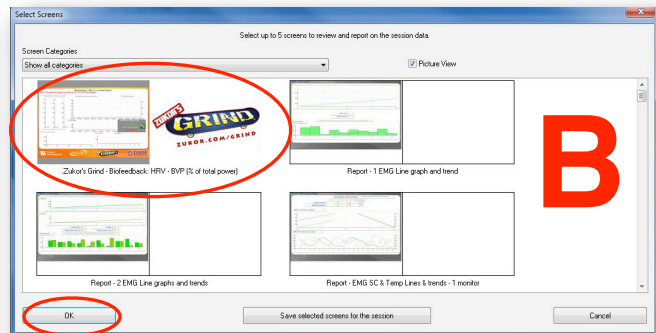 Select Screens
Select up to 5 screens to review and report on the session data.
Screen Categories
Show all categories
Picture View
ZUKOR'S
GRIND
ZUKOR.COM/GRIND
.Zukor's Grind - Biofeedback: HRV - BVP (% of total power)
Report - 1 EMG Line graph and trend
B
Report - 2 EMG Line graphs and trends
Report - EMG SC & Temp Lines & trends - 1 monitor
OK
Save selected screens for the session
Cancel